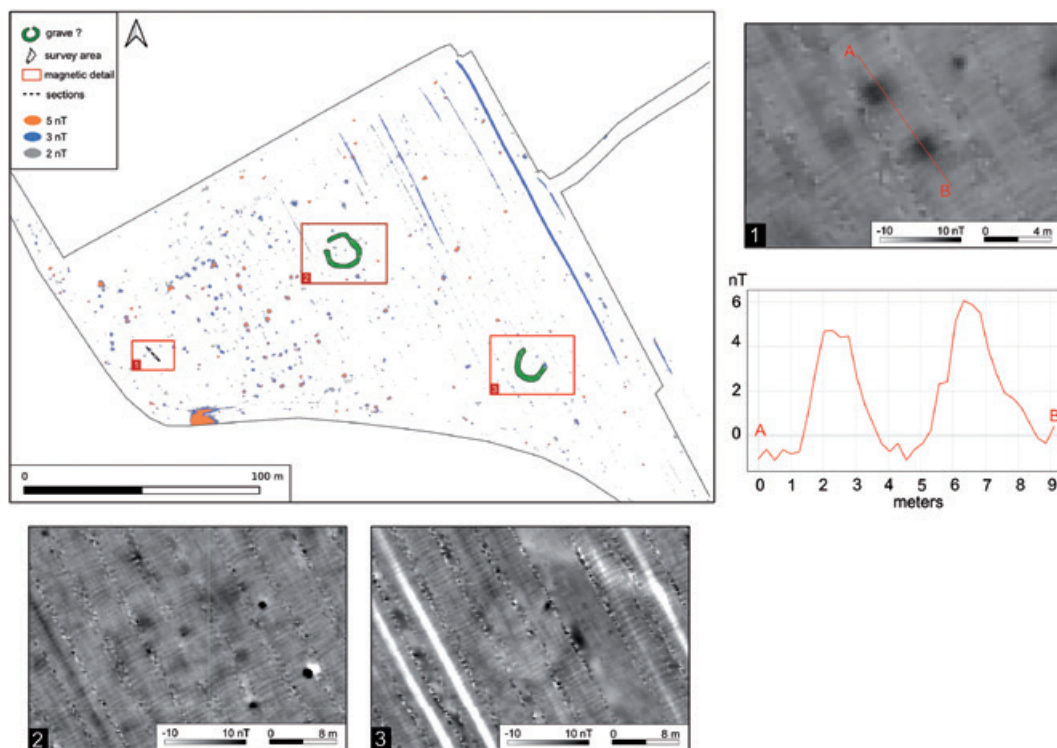 grave ?
survey area
magnetic detail
sections
5 nT
3 nT
2 nT
2
1
3
0 100 m
A
B
1
-10 10 nT 0 4 m
nT
6
4
2
0
A B
0 1 2 3 4 5 6 7 8 9
meters
2
-10 10 nT 0 8 m
3
-10 10 nT 0 8 m